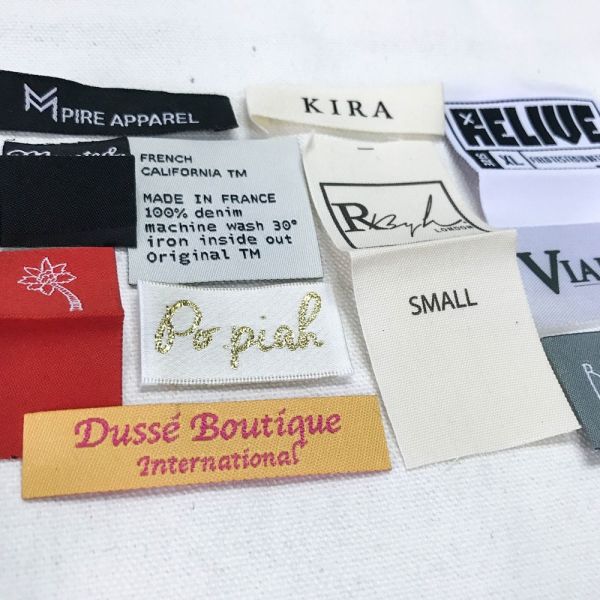 MPIRE APPAREL
KIRA
RELIVE
XL
FRENCH
CALIFORNIA TM
MADE IN FRANCE
100% denim
machine wash 30°
iron inside out
Original TM
LONDON
SMALL
Po piah
Dussé Boutique
International